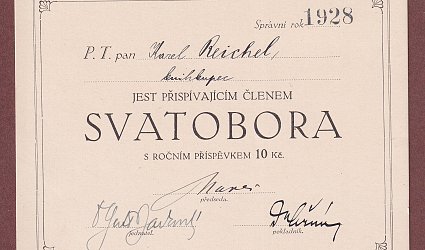 Správní rok 1928
P. T. pan Karel Reichel,
knihkupec
JEST PŘISPÍVAJÍCÍM ČLENEM
SVATOBORA
S ROČNÍM PŘÍSPĚVKEM 10 Kč.
předseda.
jednatel. pokladník.